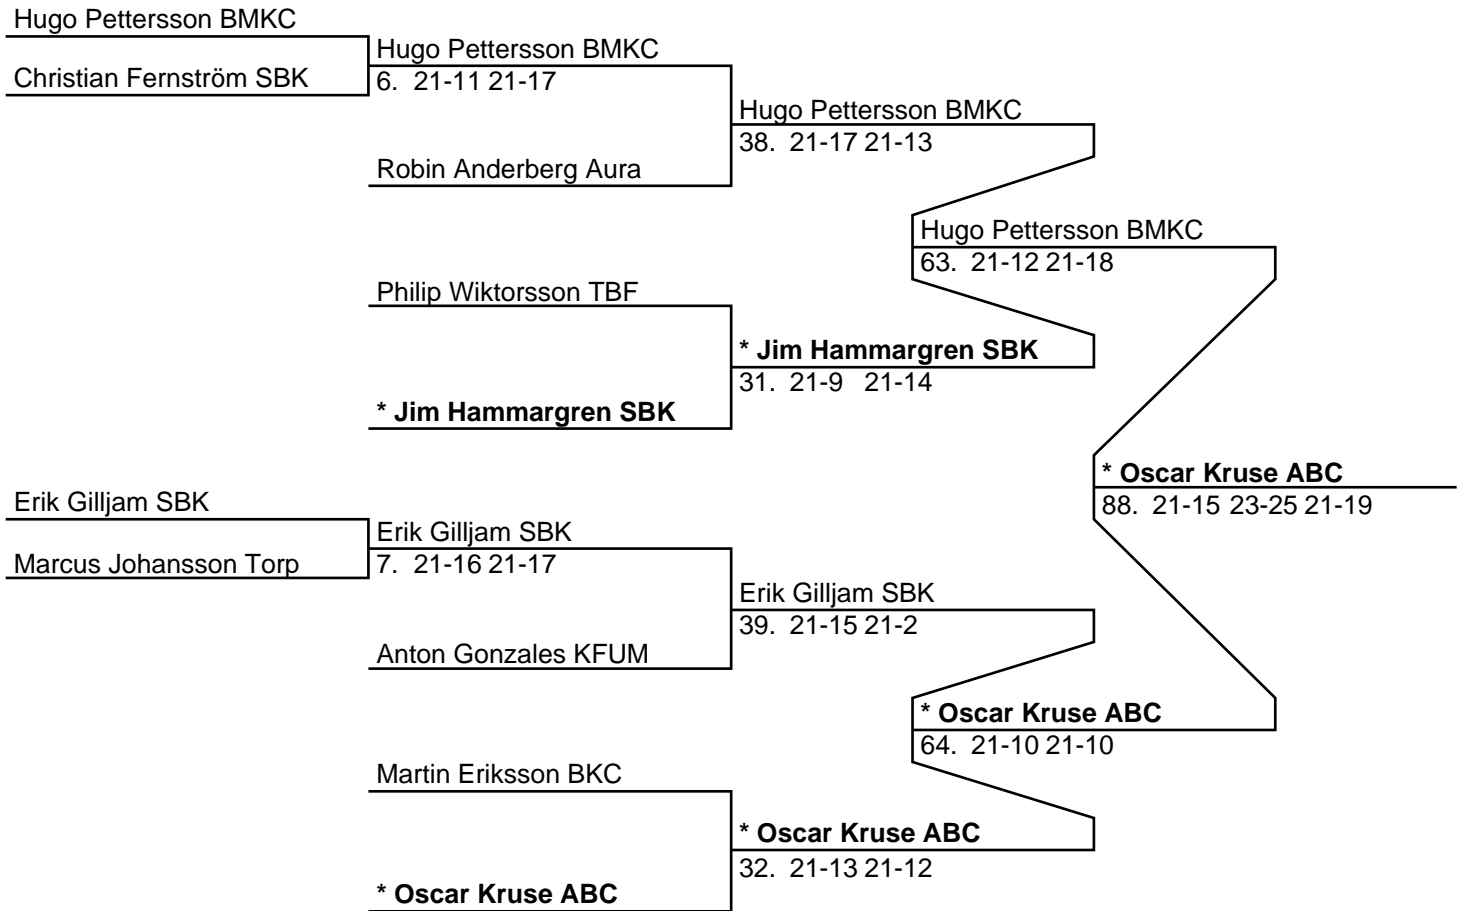 Hugo Pettersson BMKC
Christian Fernström SBK
Hugo Pettersson BMKC
6. 21-11 21-17
Robin Anderberg Aura
Hugo Pettersson BMKC
38. 21-17 21-13
Philip Wiktorsson TBF
* Jim Hammargren SBK
* Jim Hammargren SBK
31. 21-9 21-14
Hugo Pettersson BMKC
63. 21-12 21-18
Erik Gilljam SBK
Marcus Johansson Torp
Erik Gilljam SBK
7. 21-16 21-17
Anton Gonzales KFUM
Erik Gilljam SBK
39. 21-15 21-2
Martin Eriksson BKC
* Oscar Kruse ABC
* Oscar Kruse ABC
32. 21-13 21-12
* Oscar Kruse ABC
64. 21-10 21-10
* Oscar Kruse ABC
88. 21-15 23-25 21-19